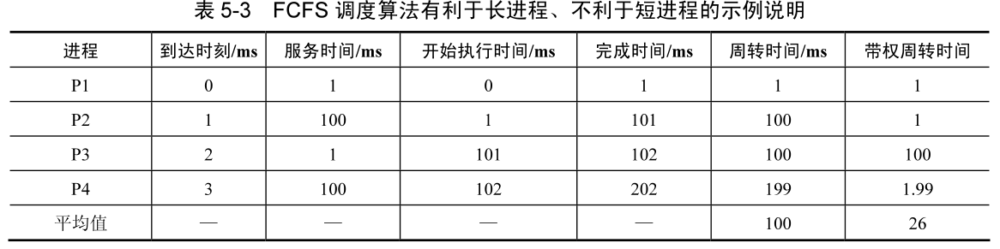 表 5-3 FCFS 调度算法有利于长进程、不利于短进程的示例说明
进程 到达时刻/ms 服务时间/ms 开始执行时间/ms 完成时间/ms 周转时间/ms 带权周转时间
P1 0 1 0 1 1 1
P2 1 100 1 101 100 1
P3 2 1 101 102 100 100
P4 3 100 102 202 199 1.99
平均值 — — — — 100 26